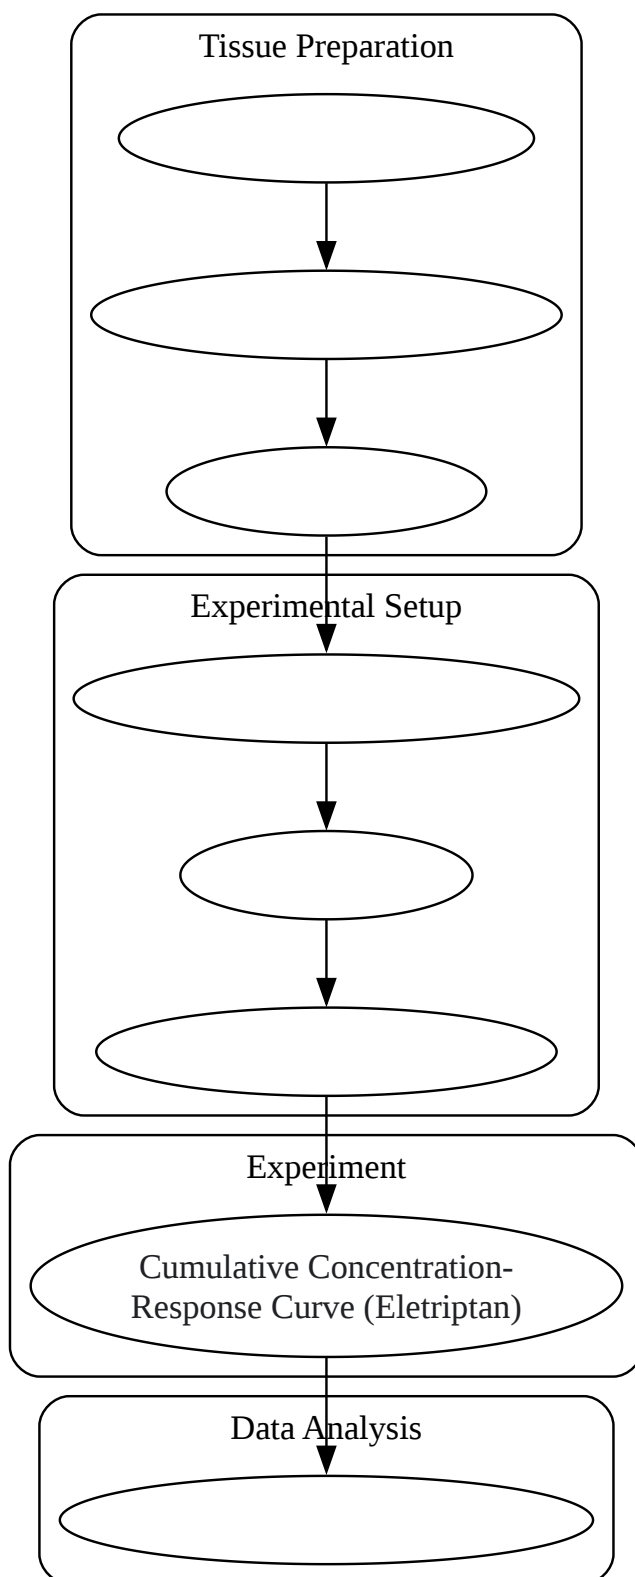 Tissue Preparation
Experimental Setup
Experiment
Cumulative Concentration-
Response Curve (Eletriptan)
Data Analysis